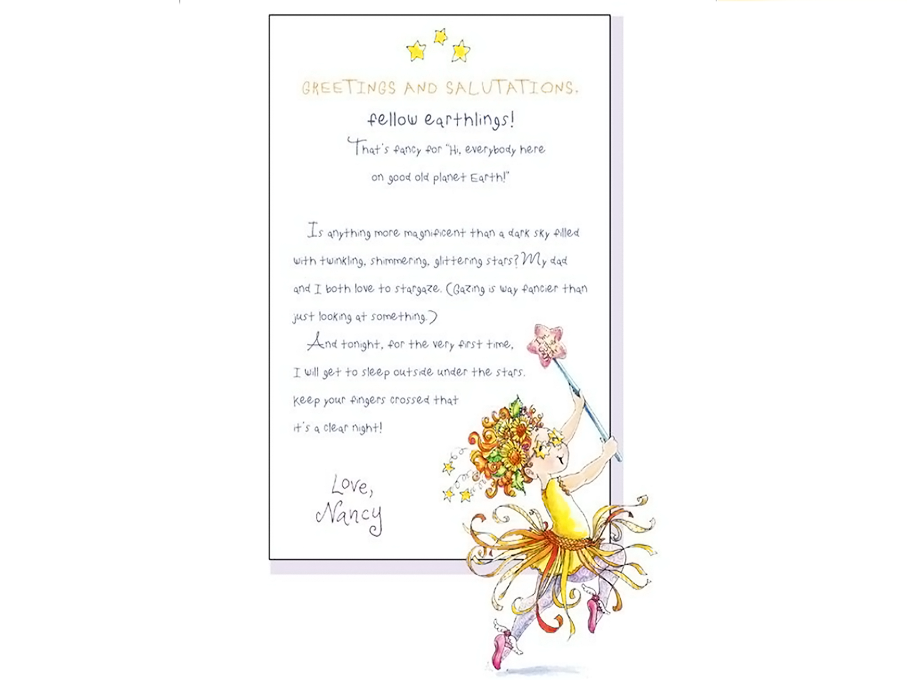 GREETINGS AND SALUTATIONS,
fellow earthlings!
That's fancy for "Hi, everybody here
on good old planet Earth!"
Is anything more magnificent than a dark sky filled
with twinkling, shimmering, glittering stars? My dad
and I both love to stargaze. (Gazing is way fancier than
just looking at something.)
And tonight, for the very first time,
I will get to sleep outside under the stars.
Keep your fingers crossed that
it's a clear night!
Love,
Nancy